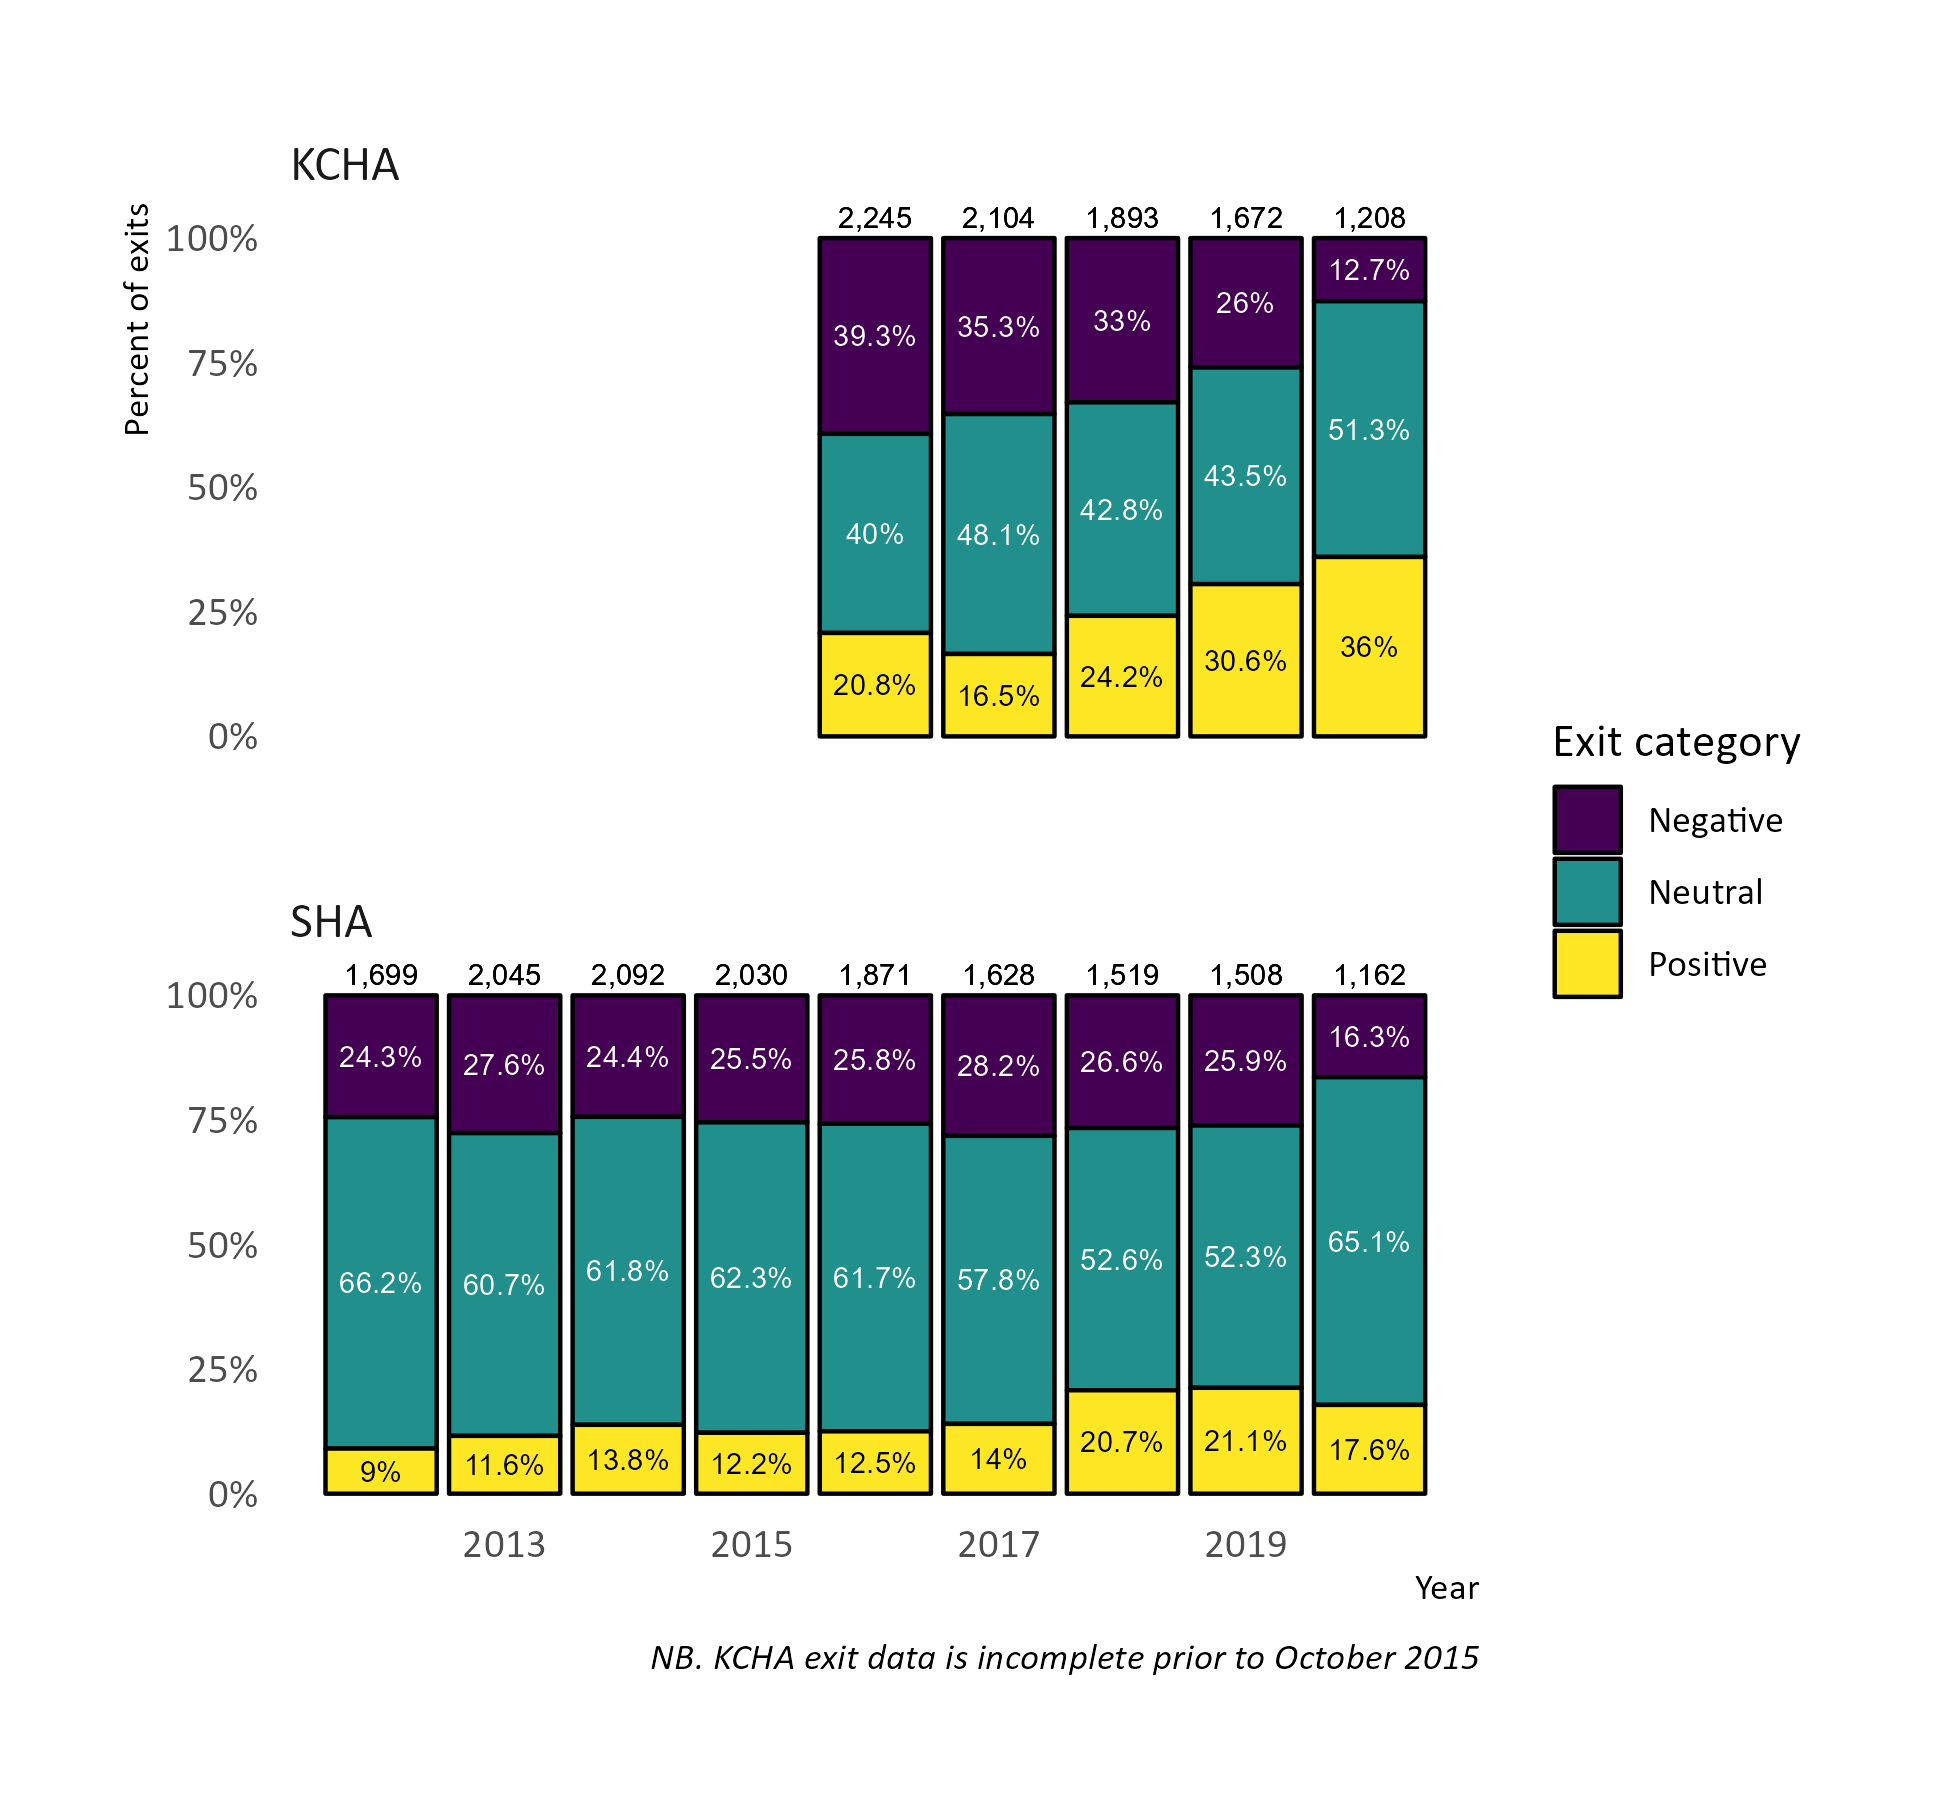 KCHA
Percent of exits
2,245 2,104 1,893 1,672 1,208
100%
75%
50%
25%
0%
39.3% 35.3% 33% 26% 12.7%
40% 48.1% 42.8% 43.5% 51.3%
20.8% 16.5% 24.2% 30.6% 36%
Exit category
Negative
Neutral
Positive
SHA
1,699 2,045 2,092 2,030 1,871 1,628 1,519 1,508 1,162
100%
75%
50%
25%
0%
24.3% 27.6% 24.4% 25.5% 25.8% 28.2% 26.6% 25.9% 16.3%
66.2% 60.7% 61.8% 62.3% 61.7% 57.8% 52.6% 52.3% 65.1%
9% 11.6% 13.8% 12.2% 12.5% 14% 20.7% 21.1% 17.6%
2013 2015 2017 2019
Year
NB. KCHA exit data is incomplete prior to October 2015